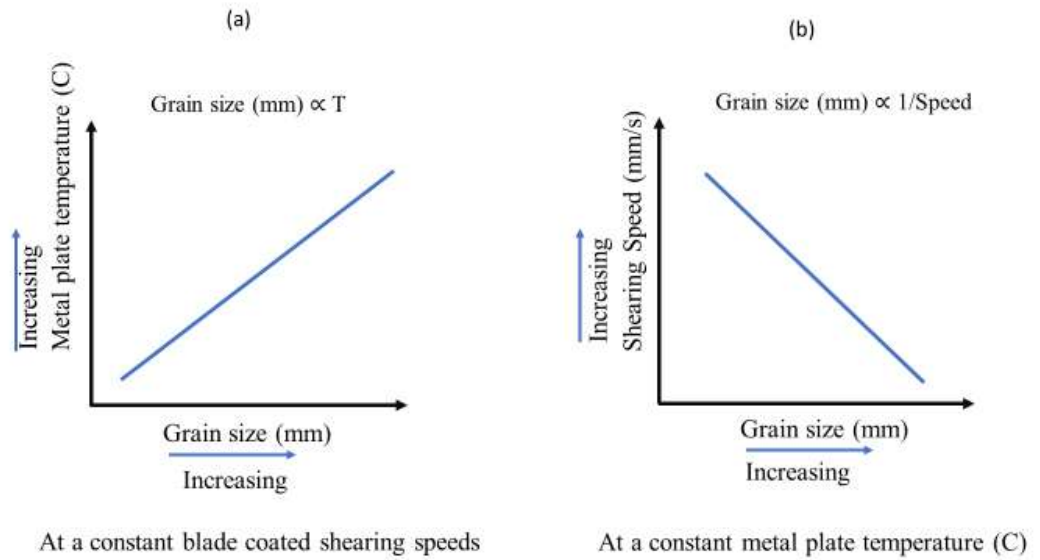 (a)
Grain size (mm) ∝ T
Metal plate temperature (C)
Increasing
Grain size (mm)
Increasing
At a constant blade coated shearing speeds
(b)
Grain size (mm) ∝ 1/Speed
Shearing Speed (mm/s)
Increasing
Grain size (mm)
Increasing
At a constant metal plate temperature (C)